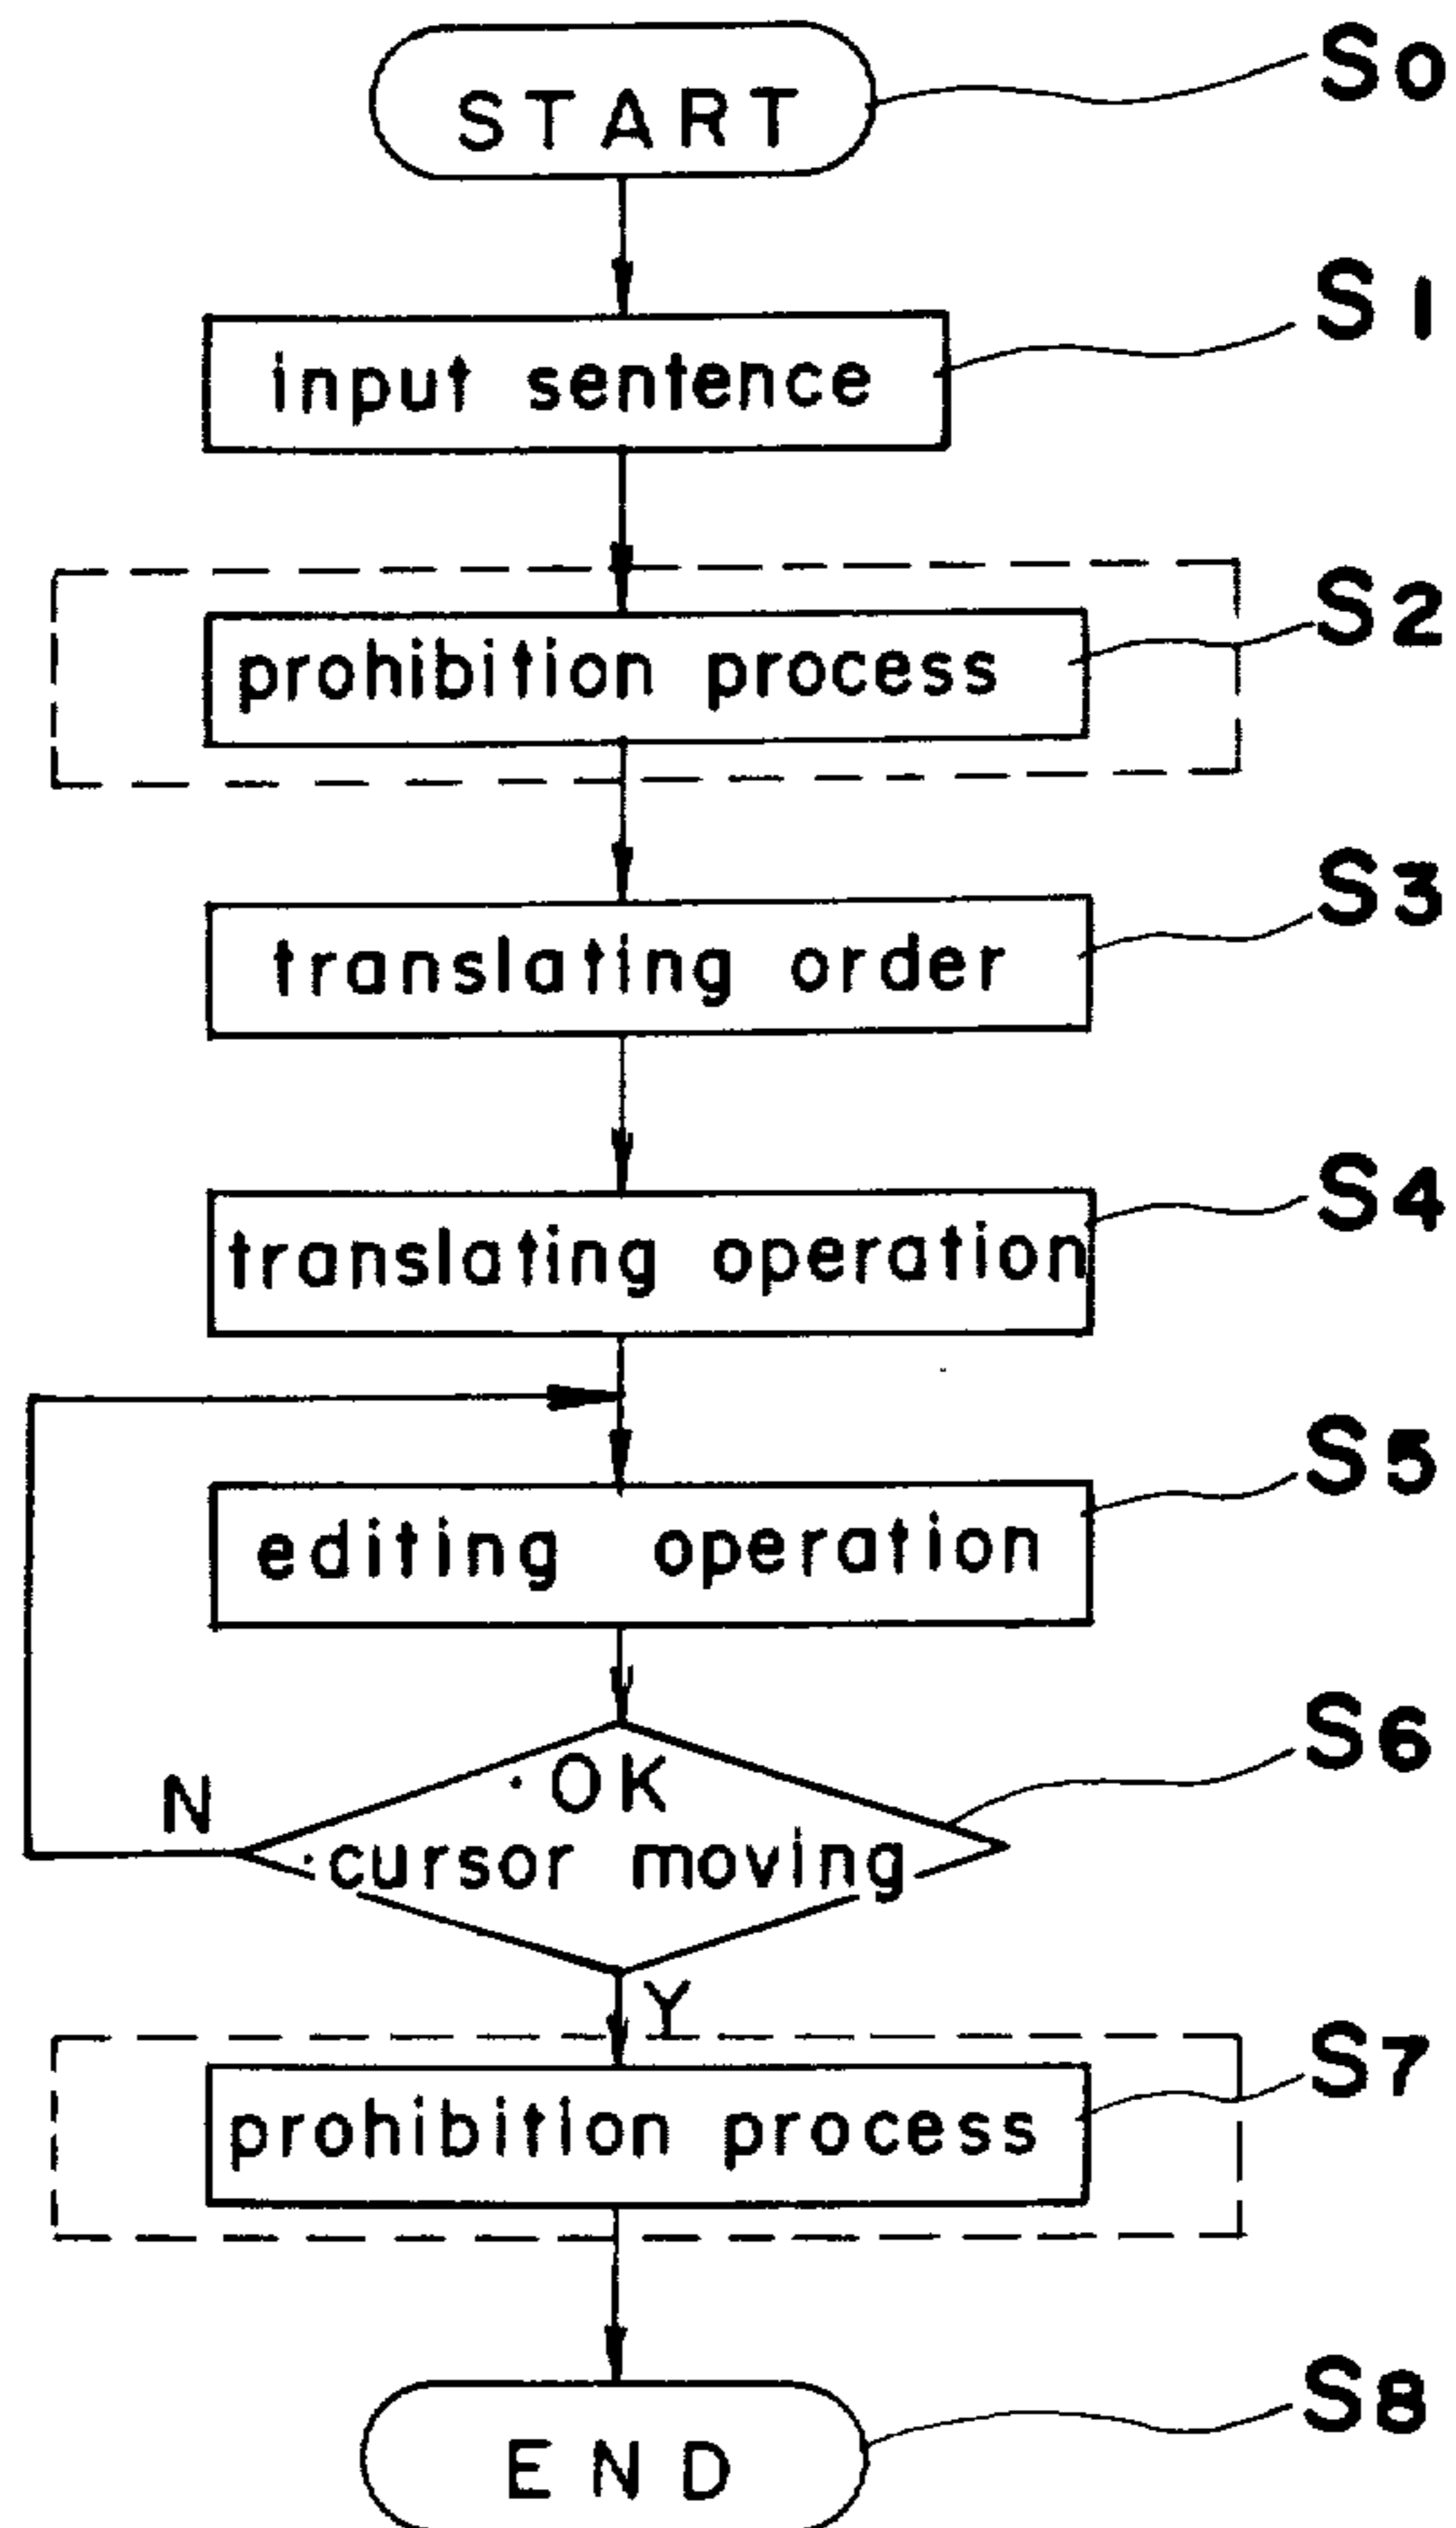 START
S0
input sentence
S1
prohibition process
S2
translating order
S3
translating operation
S4
editing operation
S5
·OK
·cursor moving
S6
N
Y
prohibition process
S7
END
S8